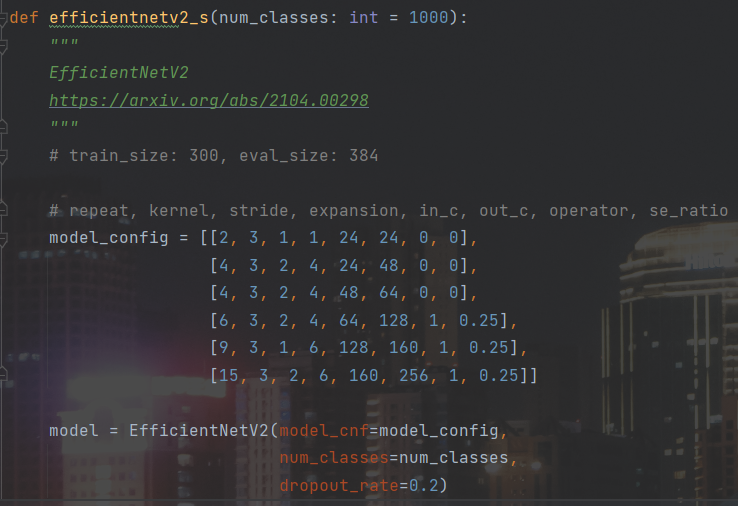 def efficientnetv2_s(num_classes: int = 1000):
"""
EfficientNetV2
https://arxiv.org/abs/2104.00298
"""
# train_size: 300, eval_size: 384
# repeat, kernel, stride, expansion, in_c, out_c, operator, se_ratio
model_config = [[2, 3, 1, 1, 24, 24, 0, 0],
[4, 3, 2, 4, 24, 48, 0, 0],
[4, 3, 2, 4, 48, 64, 0, 0],
[6, 3, 2, 4, 64, 128, 1, 0.25],
[9, 3, 1, 6, 128, 160, 1, 0.25],
[15, 3, 2, 6, 160, 256, 1, 0.25]]
model = EfficientNetV2(model_cnf=model_config,
num_classes=num_classes,
dropout_rate=0.2)